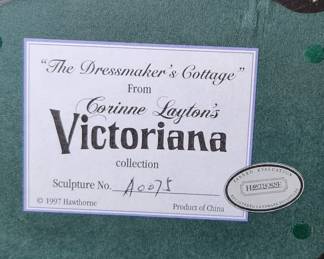 "The Dressmaker's Cottage"
From
Corinne Layton's
Victoriana
collection
Sculpture No. A0075
© 1997 Hawthorne
Product of China
HAWTHORNE